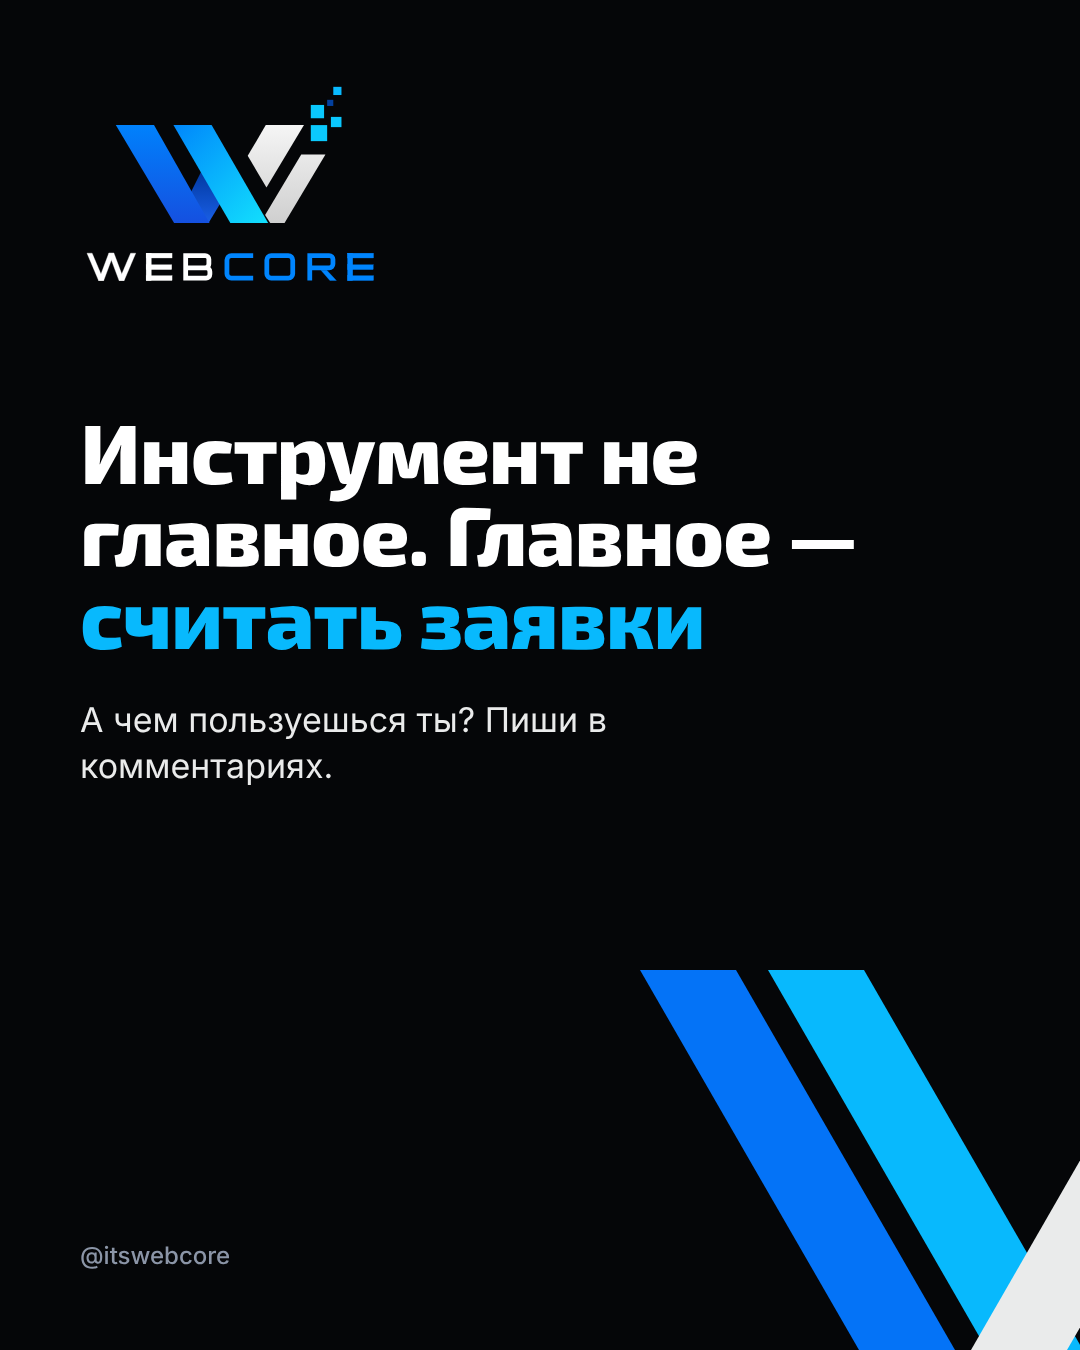 WEBCORE
Инструмент не
главное. Главное —
считать заявки
А чем пользуешься ты? Пиши в
комментариях.
@itswebcore